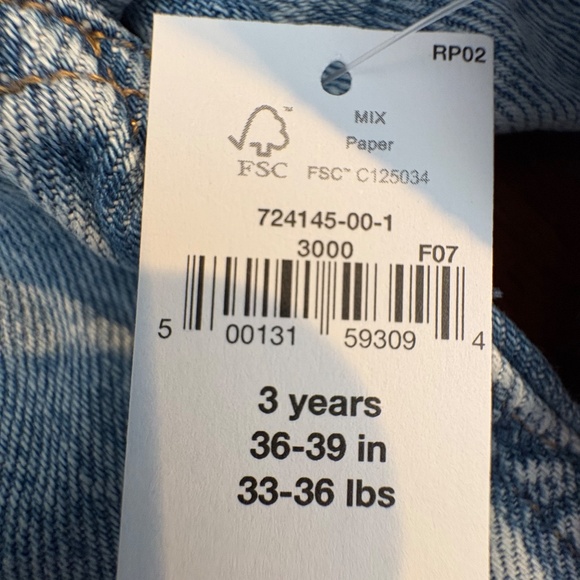 RP02
MIX
Paper
FSC™ C125034
™
FSC
724145-00-1
3000 F07
5 00131 59309 4
3 years
36-39 in
33-36 lbs